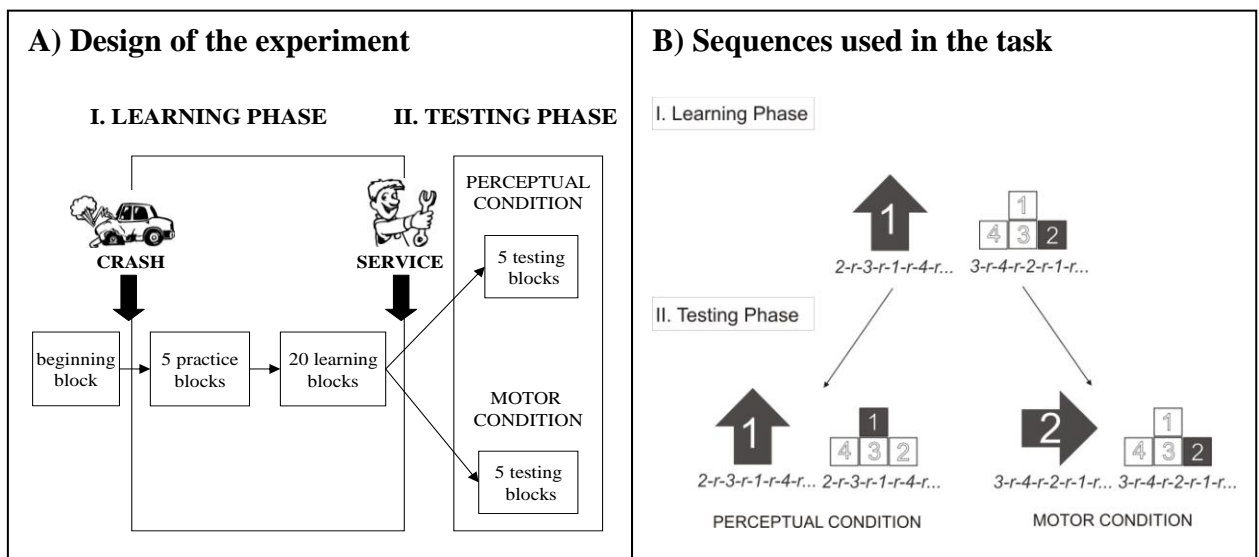 A) Design of the experiment
I. LEARNING PHASE
II. TESTING PHASE
CRASH
SERVICE
beginning
block
5 practice
blocks
20 learning
blocks
PERCEPTUAL
CONDITION
5 testing
blocks
MOTOR
CONDITION
5 testing
blocks
B) Sequences used in the task
I. Learning Phase
1
1
4 3 2
2-r-3-r-1-r-4-r...
3-r-4-r-2-r-1-r...
II. Testing Phase
1
1
4 3 2
2-r-3-r-1-r-4-r...
2-r-3-r-1-r-4-r...
PERCEPTUAL CONDITION
2
1
4 3 2
3-r-4-r-2-r-1-r...
3-r-4-r-2-r-1-r...
MOTOR CONDITION